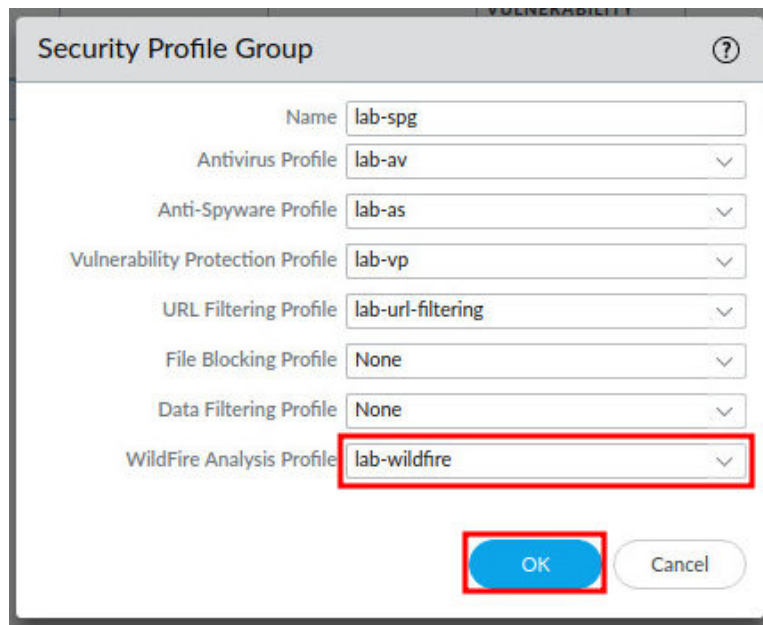 VULNERABILITY
Security Profile Group
Name lab-spg
Antivirus Profile lab-av
Anti-Spyware Profile lab-as
Vulnerability Protection Profile lab-vp
URL Filtering Profile lab-url-filtering
File Blocking Profile None
Data Filtering Profile None
WildFire Analysis Profile lab-wildfire
OK Cancel